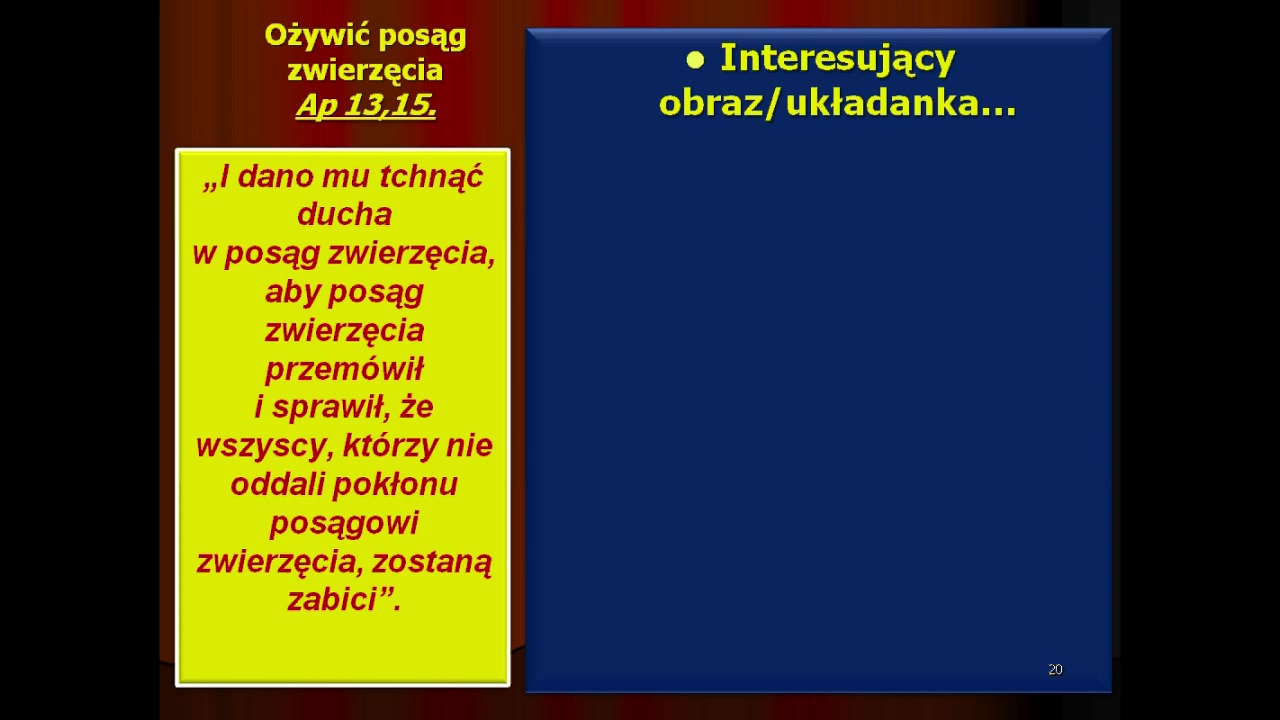 Ożywić posąg
zwierzęcia
Ap 13,15.
„I dano mu tchnąć
ducha
w posąg zwierzęcia,
aby posąg
zwierzęcia
przemówił
i sprawił, że
wszyscy, którzy nie
oddali pokłonu
posągowi
zwierzęcia, zostaną
zabici”.
● Interesujący
obraz/układanka...
20